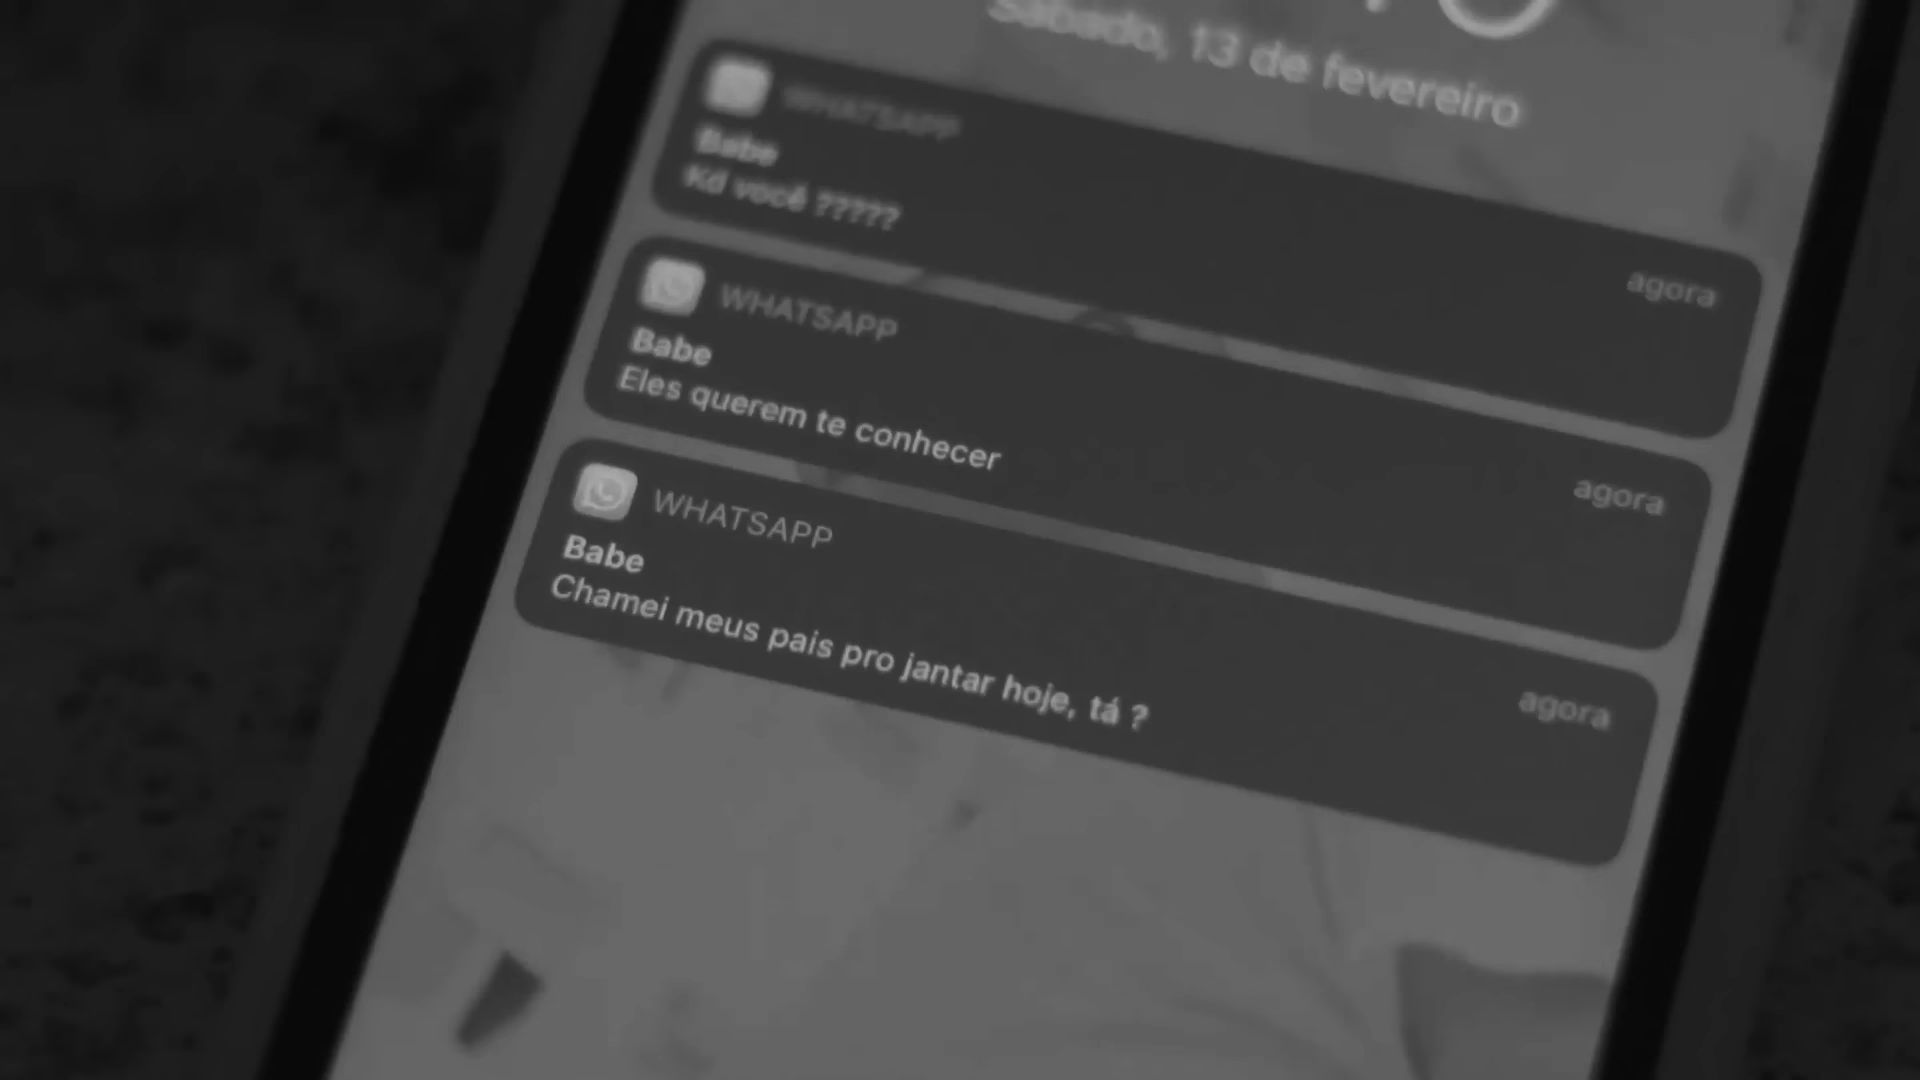 Sábado, 13 de fevereiro
WHATSAPP
agora
Babe
Kd você ?????
WHATSAPP
agora
Babe
Eles querem te conhecer
WHATSAPP
agora
Babe
Chamei meus pais pro jantar hoje, tá ?